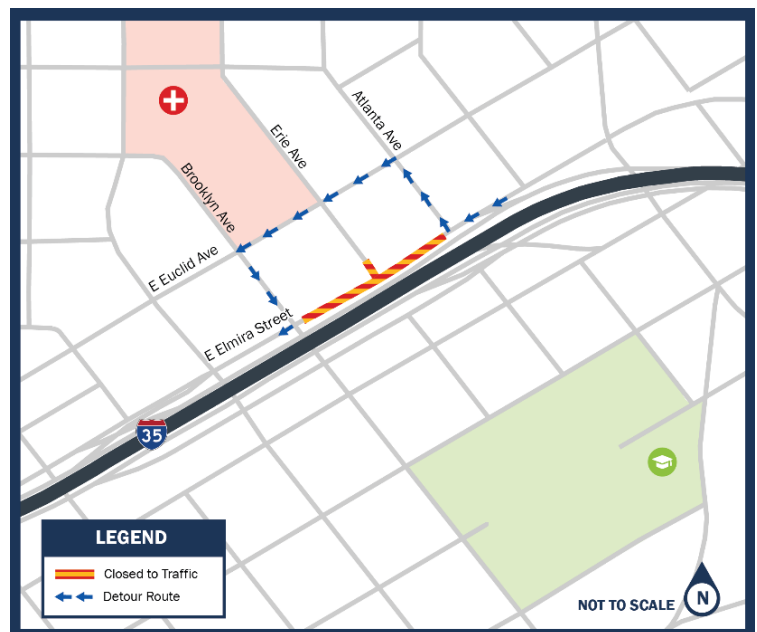 Atlanta Ave
Erie Ave
Brooklyn Ave
E Euclid Ave
E Elmira Street
35
LEGEND
Closed to Traffic
Detour Route
NOT TO SCALE
N